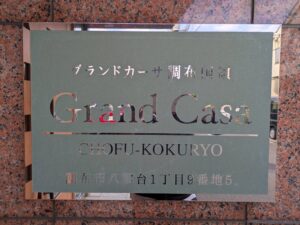 グランドカーサ調布国領
Grand Casa
CHOFU-KOKURYO
調布市八雲台1丁目9番地5